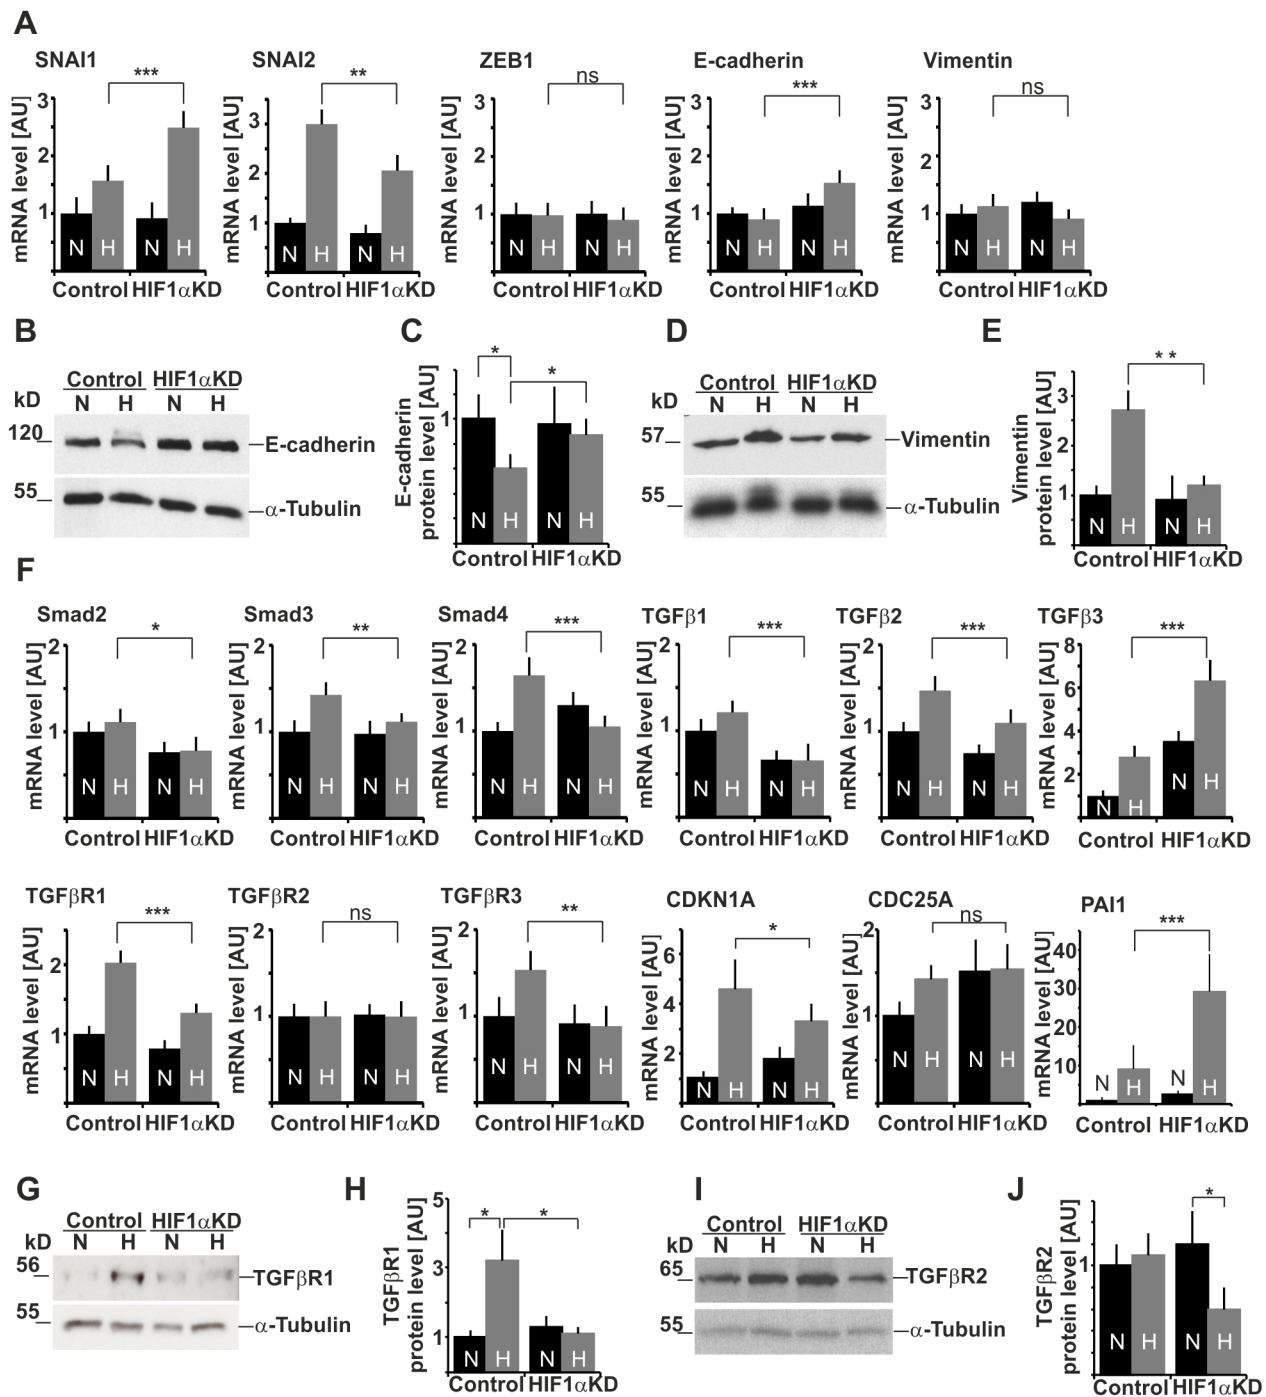 A
SNAI1 SNAI2 ZEB1 E-cadherin Vimentin
*** ** ns *** ns
mRNA level [AU] 3 2 1 N H N H Control HIF1αKD
mRNA level [AU] 3 2 1 N H N H Control HIF1αKD
mRNA level [AU] 3 2 1 N H N H Control HIF1αKD
mRNA level [AU] 3 2 1 N H N H Control HIF1αKD
mRNA level [AU] 3 2 1 N H N H Control HIF1αKD
B
Control HIF1αKD
kD N H N H
120 E-cadherin
55 α-Tubulin
C
* *
E-cadherin
protein level [AU]
1
N H N H
Control HIF1αKD
D
Control HIF1αKD
kD N H N H
57 Vimentin
55 α-Tubulin
E
* *
Vimentin
protein level [AU]
3
2
1
N H N H
Control HIF1αKD
F
Smad2 Smad3 Smad4 TGFβ1 TGFβ2 TGFβ3
* ** *** *** *** ***
mRNA level [AU] 2 1 N H N H Control HIF1αKD
mRNA level [AU] 2 1 N H N H Control HIF1αKD
mRNA level [AU] 2 1 N H N H Control HIF1αKD
mRNA level [AU] 2 1 N H N H Control HIF1αKD
mRNA level [AU] 2 1 N H N H Control HIF1αKD
mRNA level [AU] 8 6 4 2 N H N H Control HIF1αKD
TGFβR1 TGFβR2 TGFβR3 CDKN1A CDC25A PAI1
*** ns ** * ns ***
mRNA level [AU] 2 1 N H N H Control HIF1αKD
mRNA level [AU] 2 1 N H N H Control HIF1αKD
mRNA level [AU] 2 1 N H N H Control HIF1αKD
mRNA level [AU] 6 4 2 N H N H Control HIF1αKD
mRNA level [AU] 2 1 N H N H Control HIF1αKD
mRNA level [AU] 40 30 20 10 N H N H Control HIF1αKD
G
Control HIF1αKD
kD N H N H
56 TGFβR1
55 α-Tubulin
H
* *
TGFβR1
protein level [AU]
5
3
1
N H N H
Control HIF1αKD
I
Control HIF1αKD
kD N H N H
65 TGFβR2
55 α-Tubulin
J
*
TGFβR2
protein level [AU]
1
N H N H
Control HIF1αKD